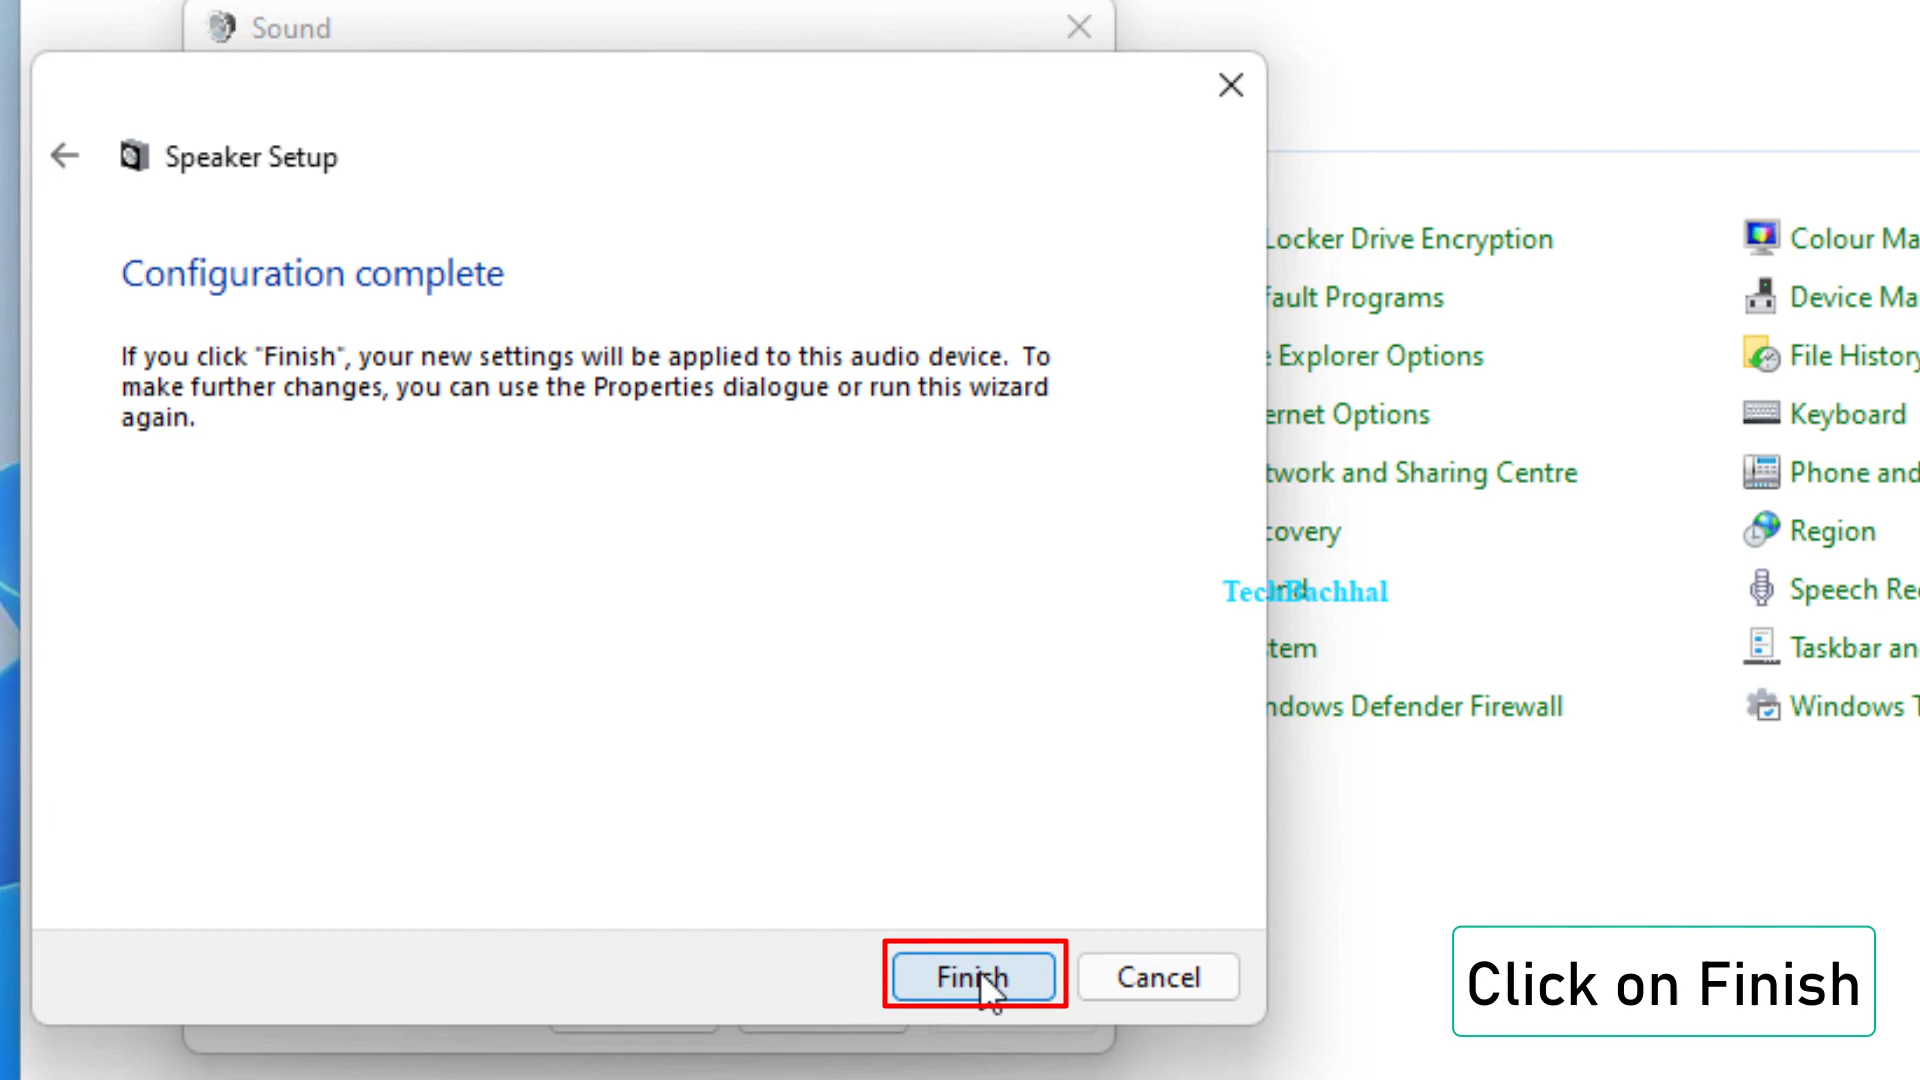 Sound
Speaker Setup
Configuration complete
If you click "Finish", your new settings will be applied to this audio device. To
make further changes, you can use the Properties dialogue or run this wizard
again.
Finish
Cancel
Locker Drive Encryption
fault Programs
e Explorer Options
ernet Options
twork and Sharing Centre
covery
TechBachhal
stem
ndows Defender Firewall
Colour Ma
Device Ma
File History
Keyboard
Phone and
Region
Speech Rec
Taskbar an
Windows T
Click on Finish